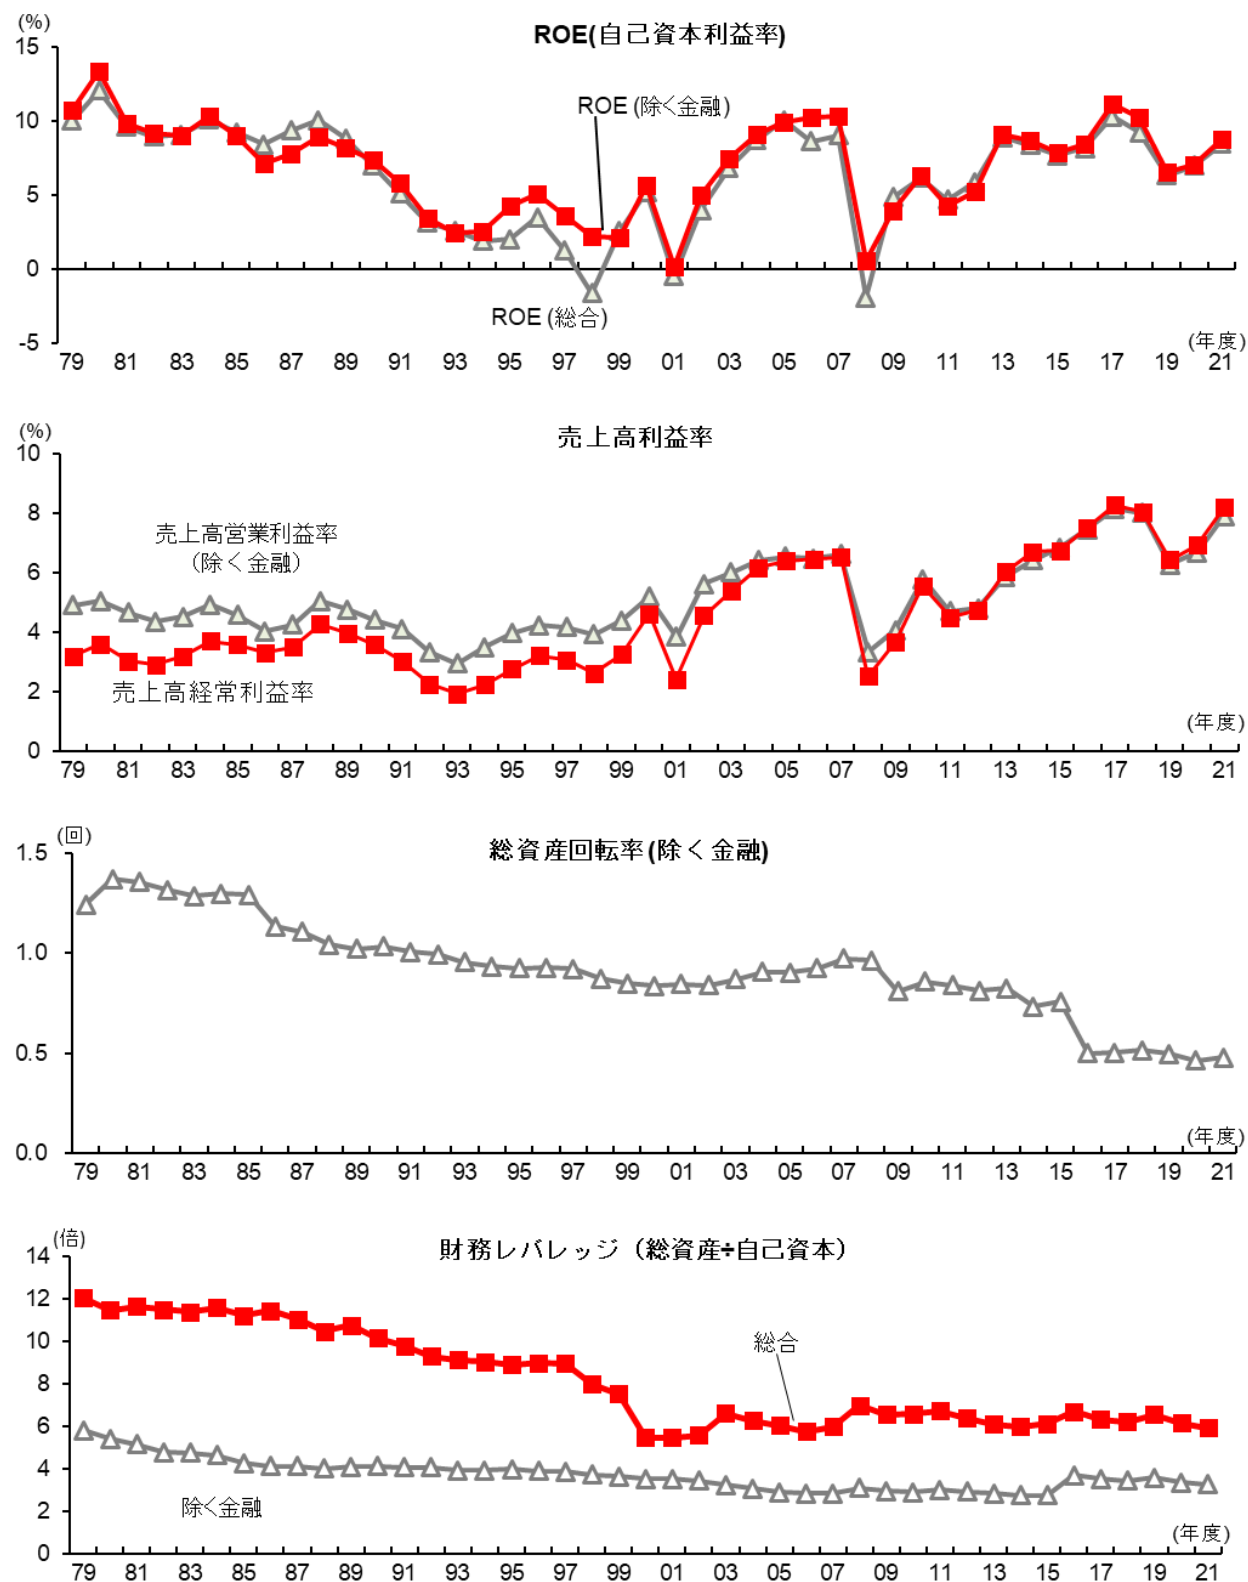 (%)
ROE(自己資本利益率)
15
10
5
0
-5
ROE (除く金融)
ROE (総合)
(年度)
79 81 83 85 87 89 91 93 95 97 99 01 03 05 07 09 11 13 15 17 19 21
(%)
売上高利益率
10
8
6
4
2
0
売上高営業利益率
（除く金融）
売上高経常利益率
(年度)
79 81 83 85 87 89 91 93 95 97 99 01 03 05 07 09 11 13 15 17 19 21
(回)
総資産回転率(除く金融)
1.5
1.0
0.5
0.0
(年度)
79 81 83 85 87 89 91 93 95 97 99 01 03 05 07 09 11 13 15 17 19 21
(倍)
財務レバレッジ（総資産÷自己資本）
14
12
10
8
6
4
2
0
総合
除く金融
(年度)
79 81 83 85 87 89 91 93 95 97 99 01 03 05 07 09 11 13 15 17 19 21